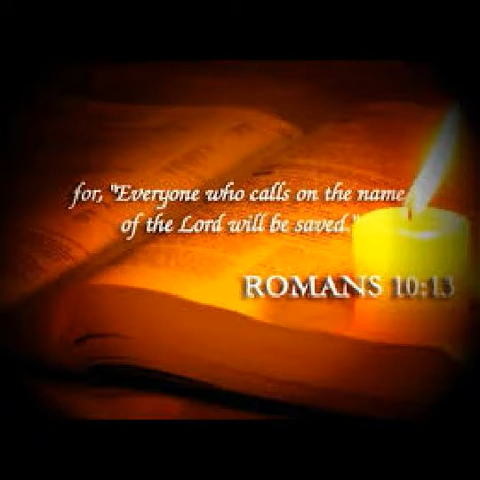 for, "Everyone who calls on the name
of the Lord will be saved."
ROMANS 10:13